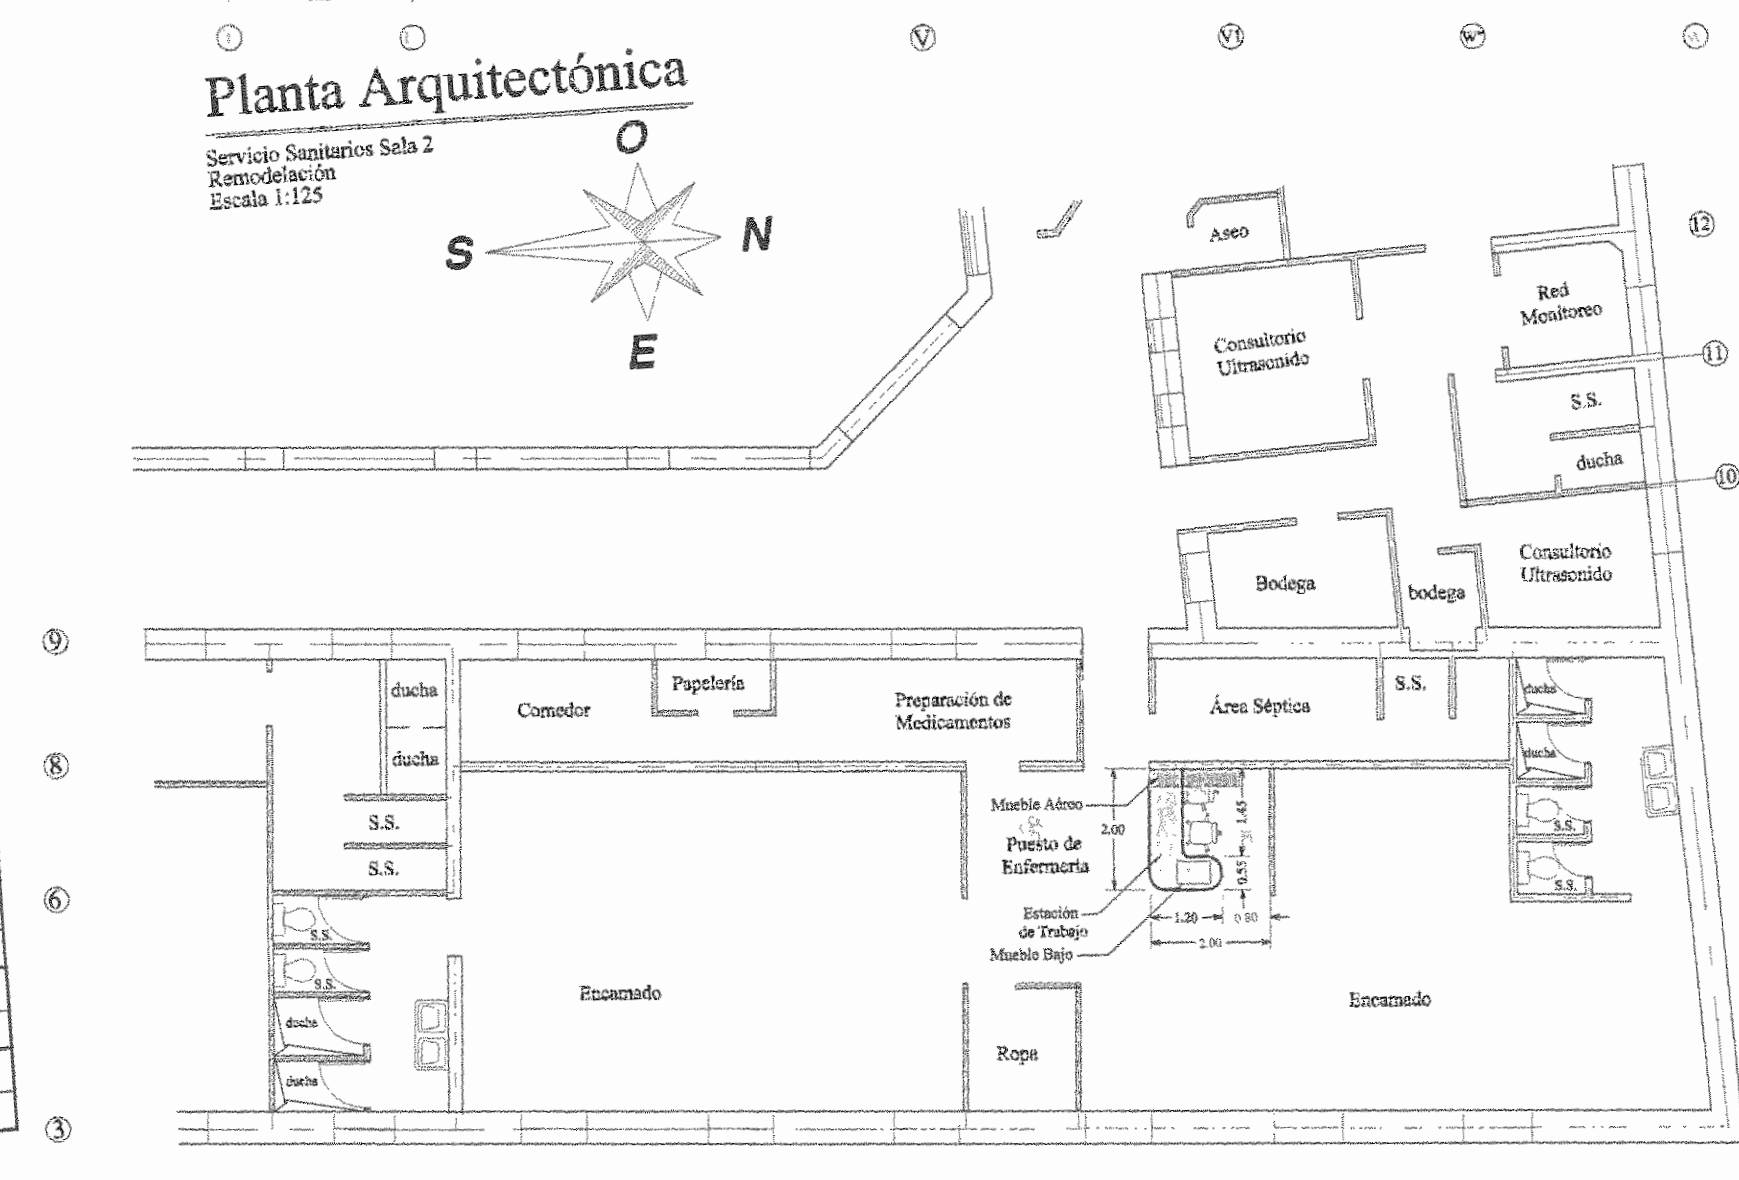 V
V1
W"
Planta Arquitectónica
Servicio Sanitarios Sala 2
Remodelación
Escala 1:125
O
S
N
E
12
Aseo
Red
Monitoreo
Consultorio
Ultrasonido
11
S.S.
ducha
10
Bodega
bodega
Consultorio
Ultrasonido
9
ducha
Comedor
Papelería
Preparación de
Medicamentos
Área Séptica
S.S.
ducha
8
ducha
ducha
Mueble Aéreo
2.00
1.45
S.S.
Puesto de
Enfermería
S.S.
S.S.
0.55
S.S.
6
Estación
de Trabajo
1.20
0.80
S.S.
Mueble Bajo
2.00
S.S.
Encamado
Encamado
ducha
Ropa
ducha
3